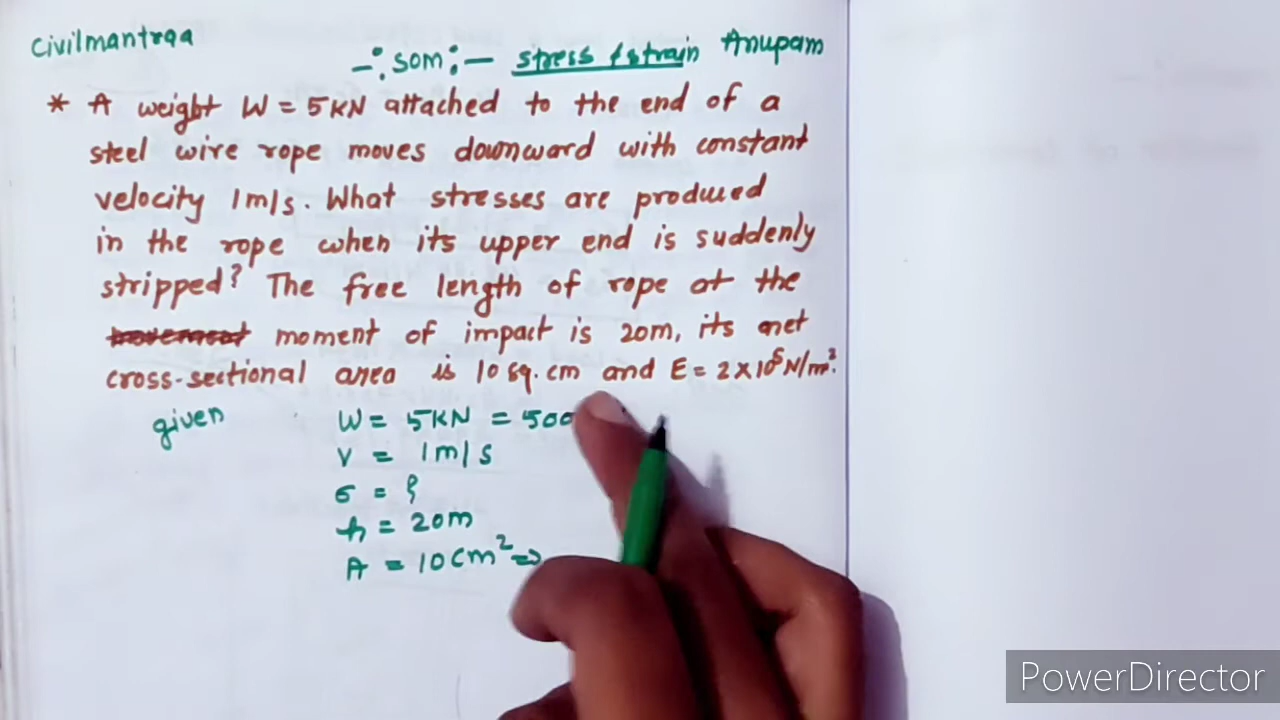 Civilmantraa
-:SOM:- stress & strain Anupam
* A weight W = 5KN attached to the end of a
steel wire rope moves downward with constant
velocity 1m/s. What stresses are produced
in the rope when its upper end is suddenly
stripped? The free length of rope at the
moment of impact is 20m, its net
cross-sectional area is 10 sq. cm and E = 2×10⁵N/m².
given W = 5KN = 500
V = 1m/s
σ = ?
h = 20m
A = 10cm² ⇒
PowerDirector